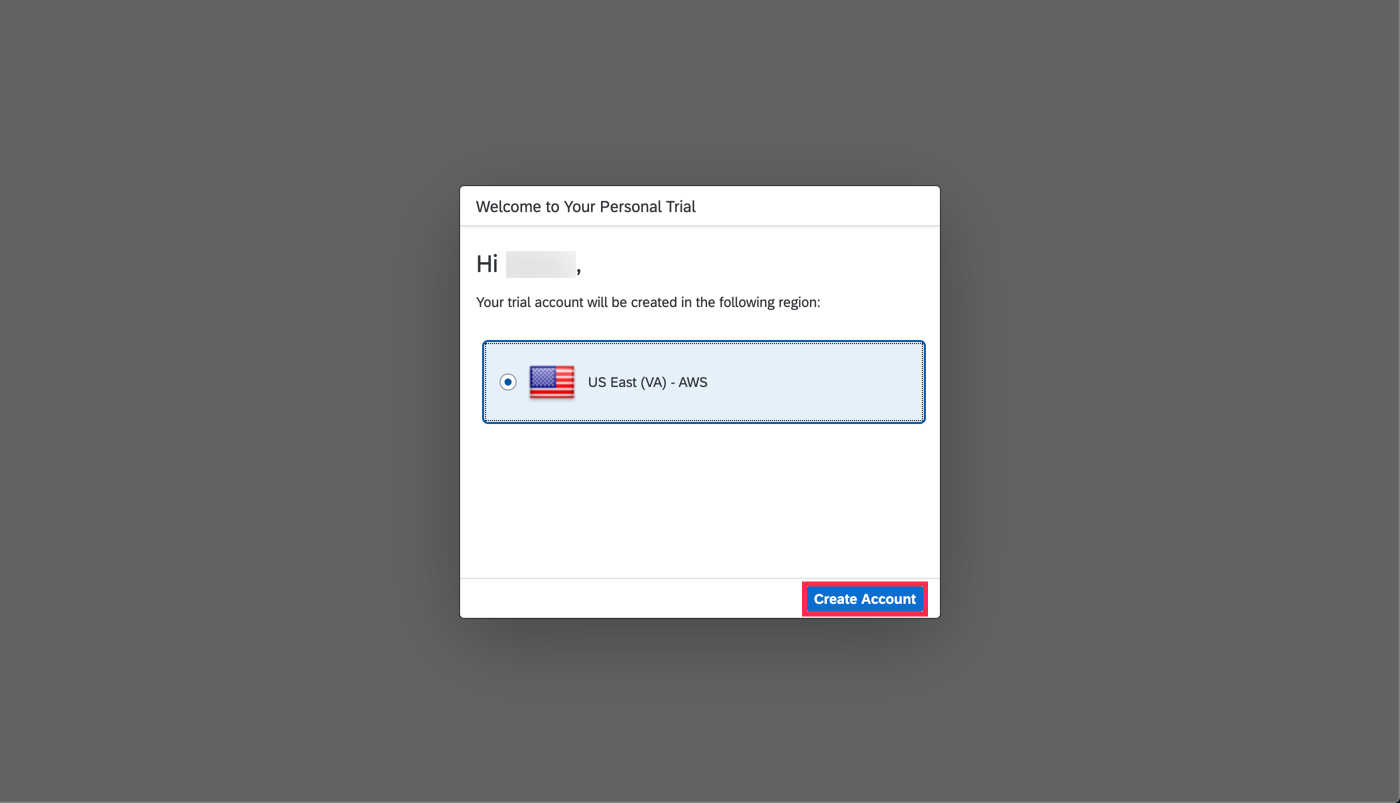 Welcome to Your Personal Trial
Hi ,
Your trial account will be created in the following region:
US East (VA) - AWS
Create Account